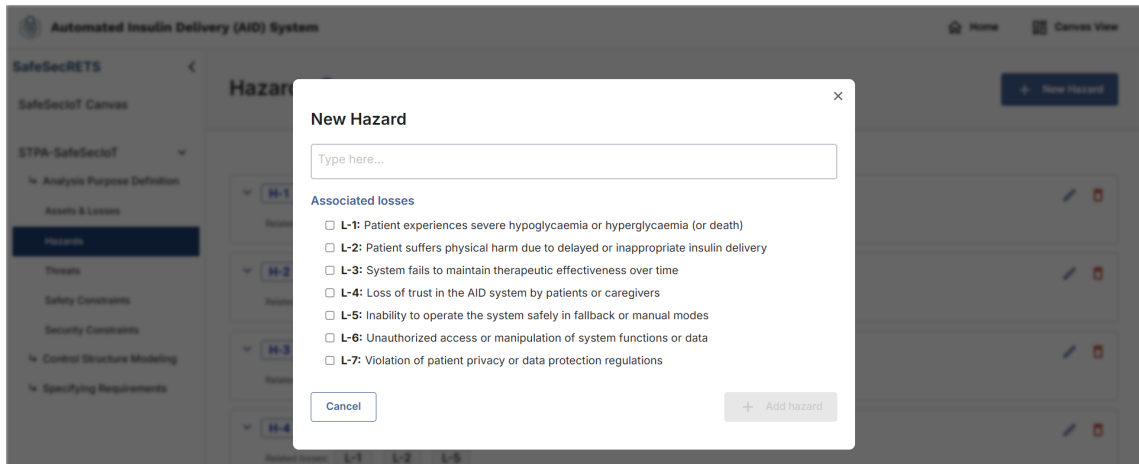 Automated Insulin Delivery (AID) System
Home
Canvas View
SafeSecRETS
SafeSecIoT Canvas
STPA-SafeSecIoT
Analysis Purpose Definition
Assets & Losses
Hazards
Threats
Safety Constraints
Security Constraints
Control Structure Modeling
Specifying Requirements
New Hazard
H-1
H-2
H-3
H-4
Related losses: L-1 L-2 L-5
New Hazard
Type here...
Associated losses
L-1: Patient experiences severe hypoglycaemia or hyperglycaemia (or death)
L-2: Patient suffers physical harm due to delayed or inappropriate insulin delivery
L-3: System fails to maintain therapeutic effectiveness over time
L-4: Loss of trust in the AID system by patients or caregivers
L-5: Inability to operate the system safely in fallback or manual modes
L-6: Unauthorized access or manipulation of system functions or data
L-7: Violation of patient privacy or data protection regulations
Cancel
+ Add hazard